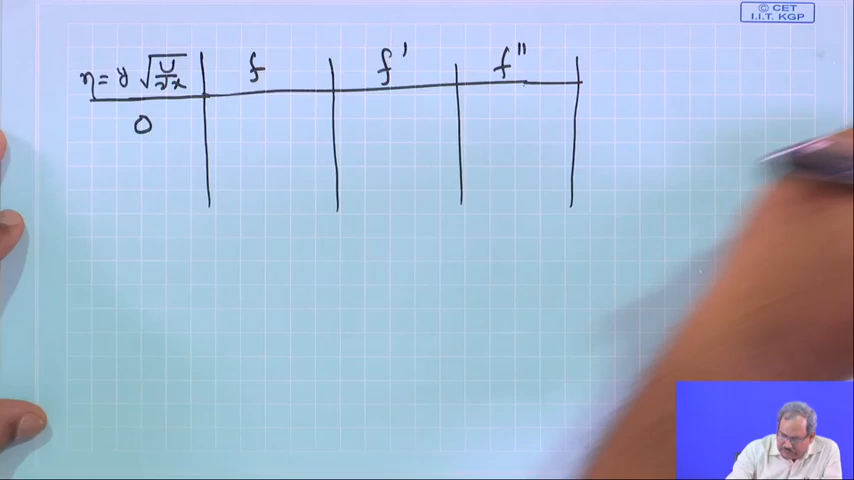 © CET
I.I.T. KGP
η = y √(U/νx) | f | f' | f''
0